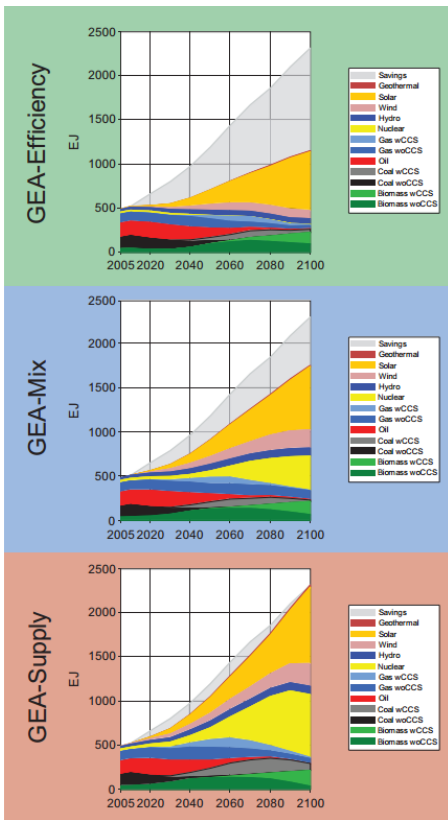 GEA-Efficiency
EJ
2500
2000
1500
1000
500
0
2005 2020 2040 2060 2080 2100
Savings
Geothermal
Solar
Wind
Hydro
Nuclear
Gas wCCS
Gas woCCS
Oil
Coal wCCS
Coal woCCS
Biomass wCCS
Biomass woCCS
GEA-Mix
EJ
2500
2000
1500
1000
500
0
2005 2020 2040 2060 2080 2100
Savings
Geothermal
Solar
Wind
Hydro
Nuclear
Gas wCCS
Gas woCCS
Oil
Coal wCCS
Coal woCCS
Biomass wCCS
Biomass woCCS
GEA-Supply
EJ
2500
2000
1500
1000
500
0
2005 2020 2040 2060 2080 2100
Savings
Geothermal
Solar
Wind
Hydro
Nuclear
Gas wCCS
Gas woCCS
Oil
Coal wCCS
Coal woCCS
Biomass wCCS
Biomass woCCS